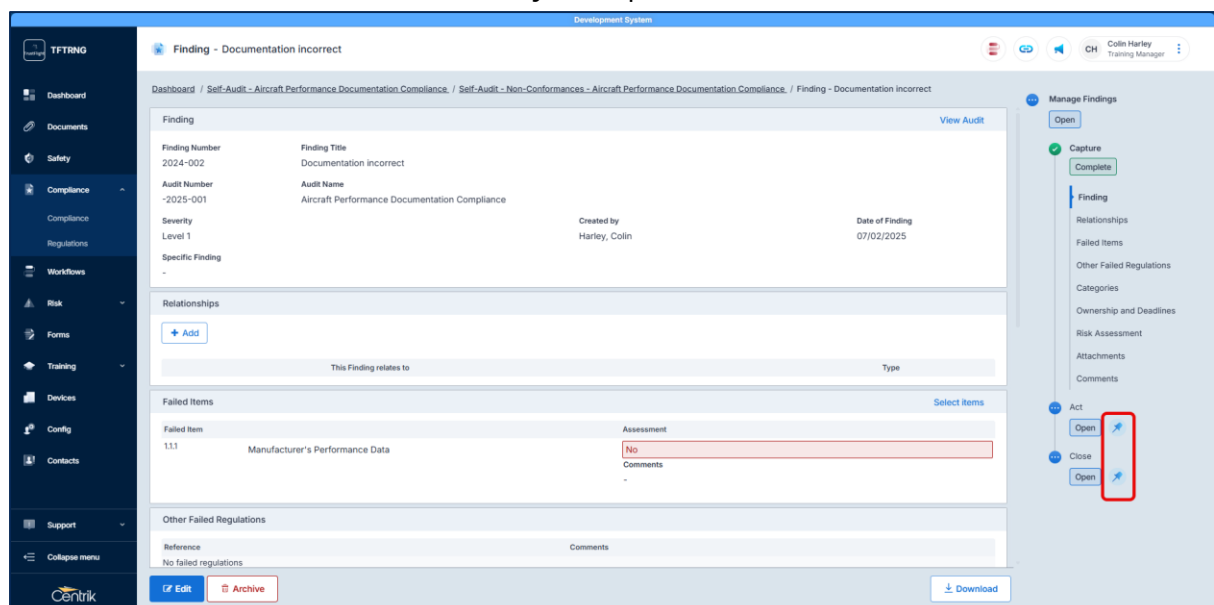 Development System
TFTRNG
Finding - Documentation incorrect
CH
Colin Harley
Training Manager
Dashboard
Documents
Safety
Compliance
Compliance
Regulations
Workflows
Risk
Forms
Training
Devices
Config
Contacts
Support
Collapse menu
Centrik
Dashboard / Self-Audit - Aircraft Performance Documentation Compliance / Self-Audit - Non-Conformances - Aircraft Performance Documentation Compliance / Finding - Documentation incorrect
Finding
View Audit
Finding Number
Finding Title
2024-002
Documentation incorrect
Audit Number
Audit Name
-2025-001
Aircraft Performance Documentation Compliance
Severity
Created by
Date of Finding
Level 1
Harley, Colin
07/02/2025
Specific Finding
-
Relationships
+ Add
This Finding relates to
Type
Failed Items
Select items
Failed Item
Assessment
1.1.1
Manufacturer's Performance Data
No
Comments
-
Other Failed Regulations
Reference
Comments
No failed regulations
Edit
Archive
Download
Manage Findings
Open
Capture
Complete
Finding
Relationships
Failed Items
Other Failed Regulations
Categories
Ownership and Deadlines
Risk Assessment
Attachments
Comments
Act
Open
Close
Open